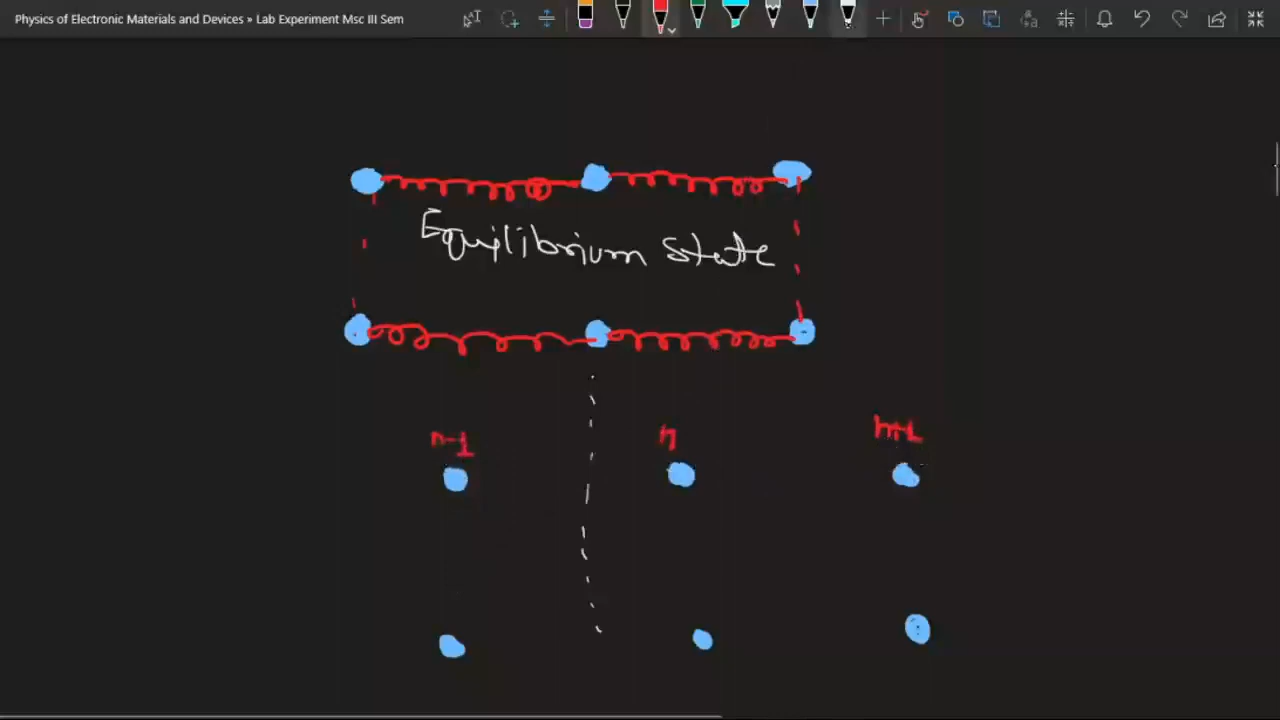 Physics of Electronic Materials and Devices » Lab Experiment Msc III Sem
Equilibrium state
n-1 n n+1